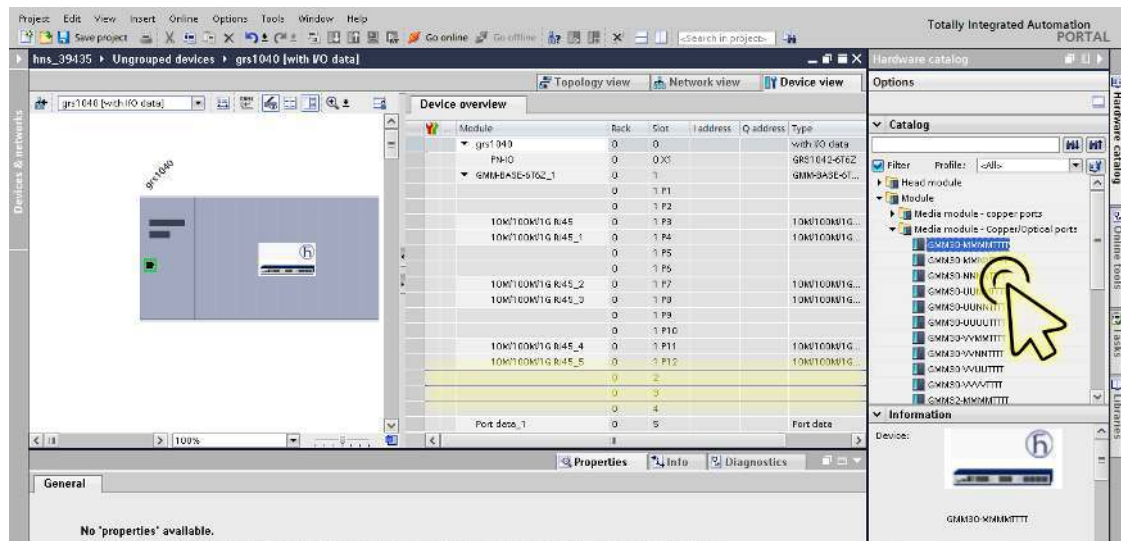 Project Edit View Insert Online Options Tools Window Help
Totally Integrated Automation
PORTAL
Save project
Go online
Go offline
<Search in project>
hns_39435 ▸ Ungrouped devices ▸ grs1040 [with I/O data]
Hardware catalog
Topology view
Network view
Device view
Options
grs1040 [with I/O data]
Device overview
Catalog
Module Rack Slot I address Q address Type
grs1040 0 0 with I/O data
PN-IO 0 0 X1 GRS1042-6T6Z
GMM-BASE-6T6Z_1 0 1 GMM-BASE-6T...
0 1 P1
0 1 P2
10M/100M/1G RJ45 0 1 P3 10M/100M/1G...
10M/100M/1G RJ45_1 0 1 P4 10M/100M/1G...
0 1 P5
0 1 P6
10M/100M/1G RJ45_2 0 1 P7 10M/100M/1G...
10M/100M/1G RJ45_3 0 1 P8 10M/100M/1G...
0 1 P9
0 1 P10
10M/100M/1G RJ45_4 0 1 P11 10M/100M/1G...
10M/100M/1G RJ45_5 0 1 P12 10M/100M/1G...
0 2
0 3
0 4
Port data_1 0 5 Port data
Filter Profile: <All>
Head module
Module
Media module - copper ports
Media module - Copper/Optical ports
GMM30-MMMMTTTT
GMM30-UUUUTTTT
GMM30-VVMMTTTT
GMM30-VVNNTTTT
GMM30-VVUUTTTT
GMM30-VVVVTTTT
GMM32-MMMMTTTT
Information
Device:
GMM30-MMMMTTTT
grs1040
100%
Properties
Info
Diagnostics
General
No 'properties' available.
Devices & networks
Hardware catalog
Online tools
Tasks
Libraries